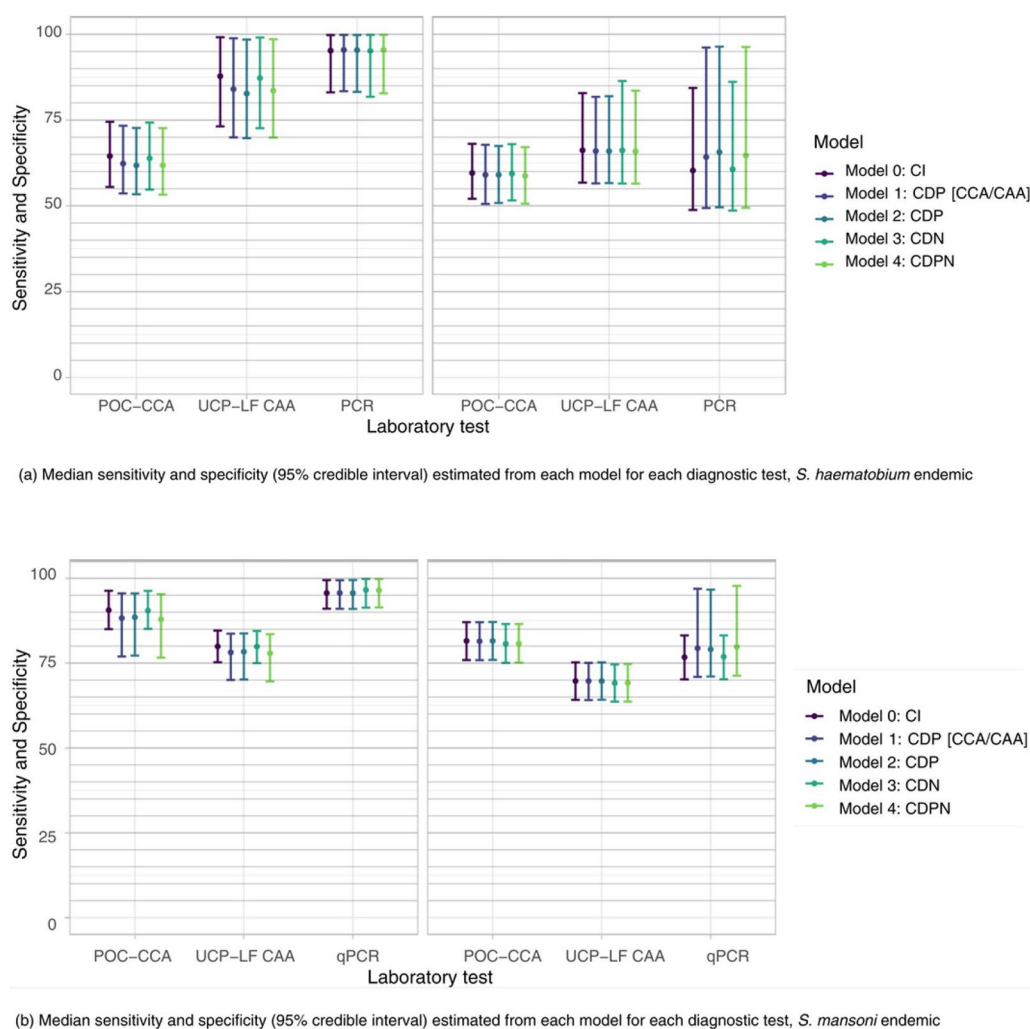 100
75
50
25
0
Sensitivity and Specificity
POC–CCA UCP–LF CAA PCR POC–CCA UCP–LF CAA PCR
Laboratory test
Model
Model 0: CI
Model 1: CDP [CCA/CAA]
Model 2: CDP
Model 3: CDN
Model 4: CDPN
(a) Median sensitivity and specificity (95% credible interval) estimated from each model for each diagnostic test, S. haematobium endemic
100
75
50
25
0
Sensitivity and Specificity
POC–CCA UCP–LF CAA qPCR POC–CCA UCP–LF CAA qPCR
Laboratory test
Model
Model 0: CI
Model 1: CDP [CCA/CAA]
Model 2: CDP
Model 3: CDN
Model 4: CDPN
(b) Median sensitivity and specificity (95% credible interval) estimated from each model for each diagnostic test, S. mansoni endemic